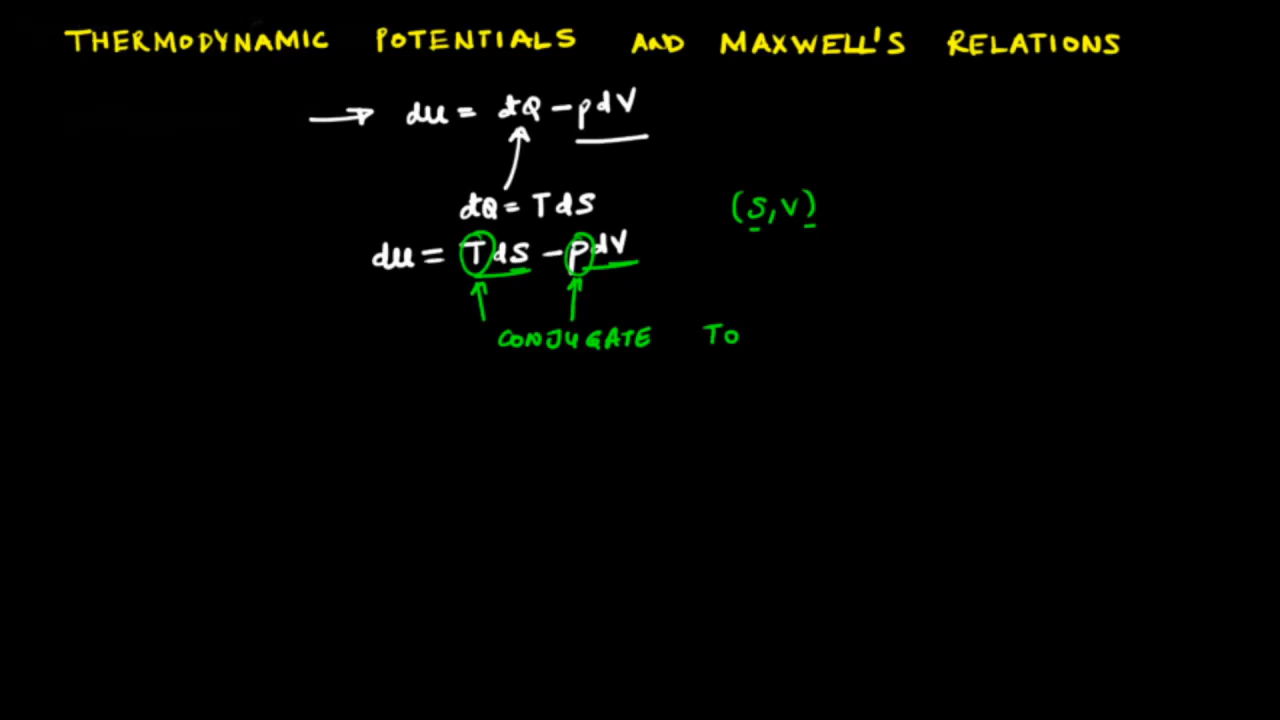 THERMODYNAMIC POTENTIALS AND MAXWELL'S RELATIONS
→ du = đQ - pdV
đQ = TdS
(S,V)
du = TdS - pdV
CONJUGATE TO